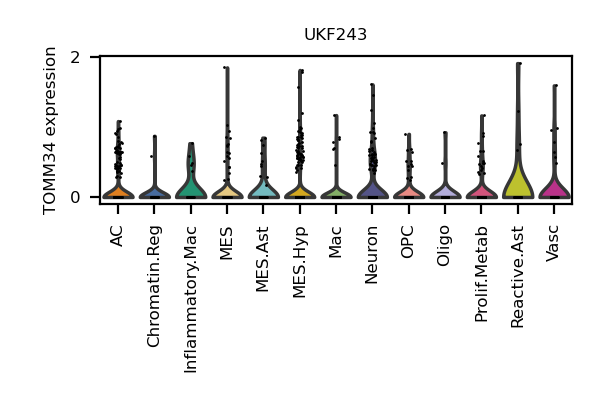 UKF243
TOMM34 expression
2
0
AC
Chromatin.Reg
Inflammatory.Mac
MES
MES.Ast
MES.Hyp
Mac
Neuron
OPC
Oligo
Prolif.Metab
Reactive.Ast
Vasc